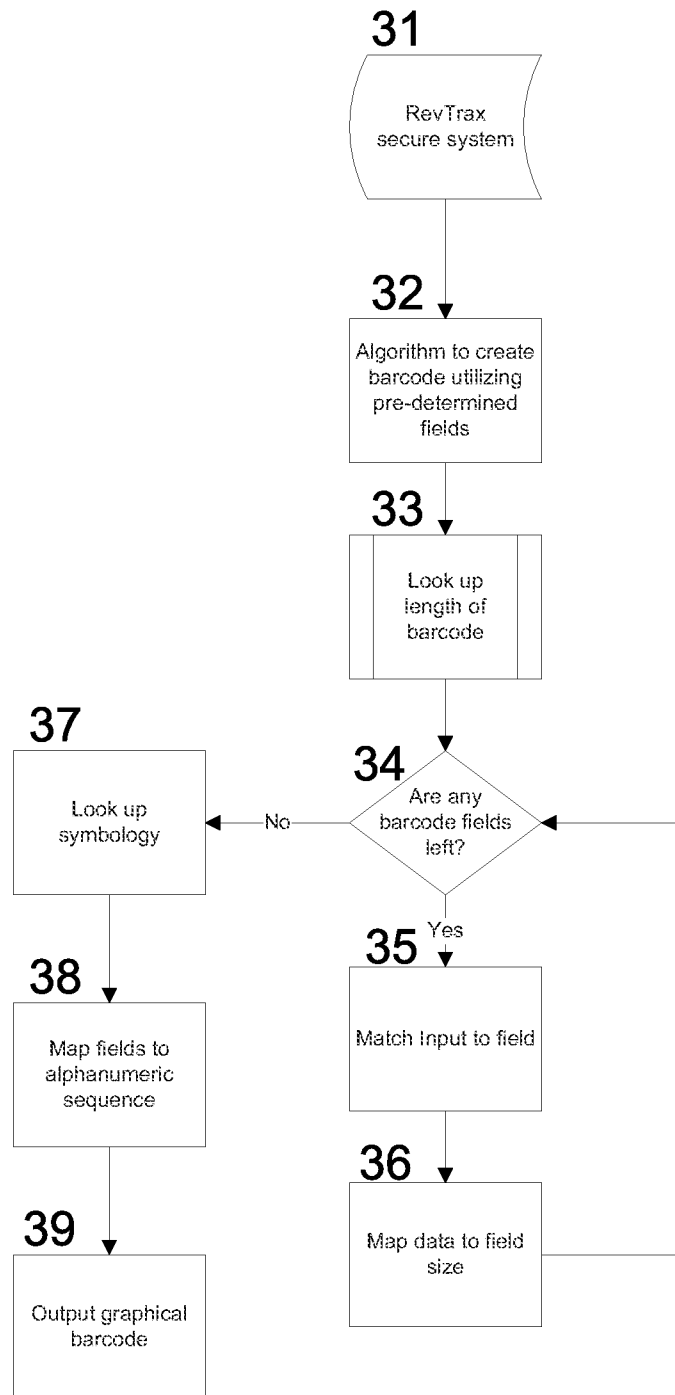 31
RevTrax
secure system
32
Algorithm to create
barcode utilizing
pre-determined
fields
33
Look up
length of
barcode
34
Are any
barcode fields
left?
No
Yes
37
Look up
symbology
38
Map fields to
alphanumeric
sequence
39
Output graphical
barcode
35
Match Input to field
36
Map data to field
size